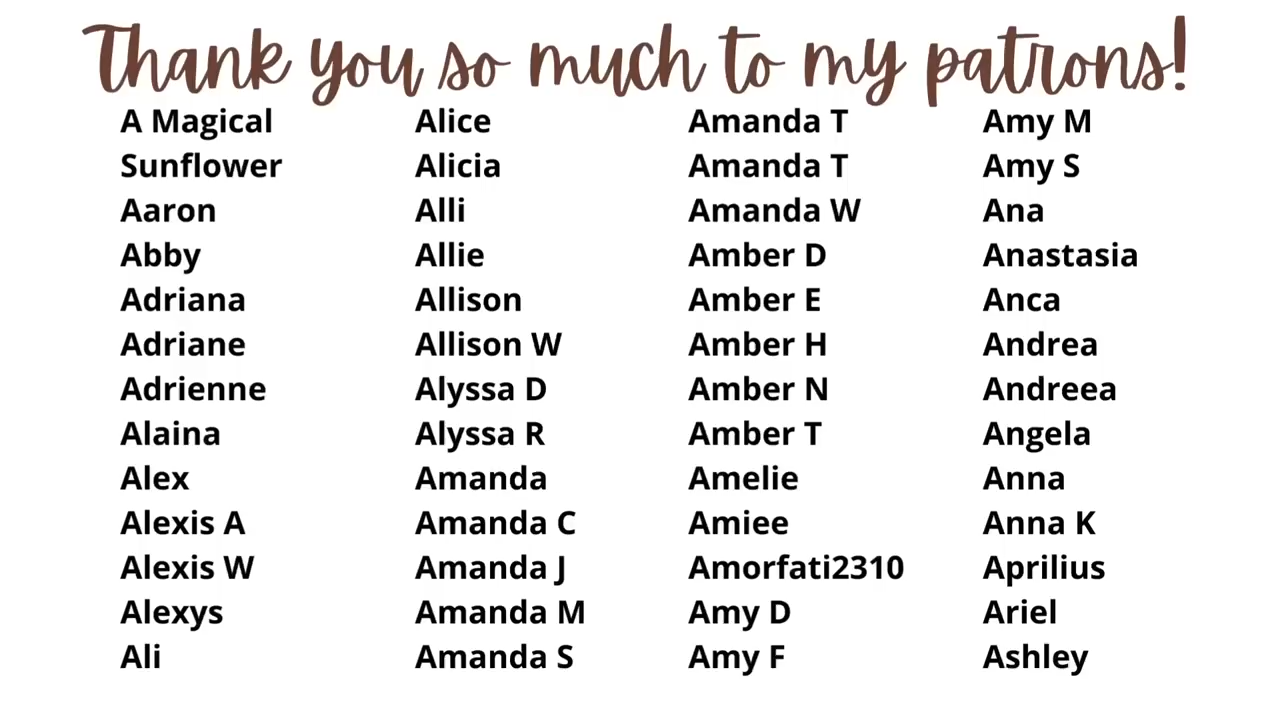 Thank you so much to my patrons!
A Magical
Sunflower
Aaron
Abby
Adriana
Adriane
Adrienne
Alaina
Alex
Alexis A
Alexis W
Alexys
Ali
Alice
Alicia
Alli
Allie
Allison
Allison W
Alyssa D
Alyssa R
Amanda
Amanda C
Amanda J
Amanda M
Amanda S
Amanda T
Amanda T
Amanda W
Amber D
Amber E
Amber H
Amber N
Amber T
Amelie
Amiee
Amorfati2310
Amy D
Amy F
Amy M
Amy S
Ana
Anastasia
Anca
Andrea
Andreea
Angela
Anna
Anna K
Aprilius
Ariel
Ashley